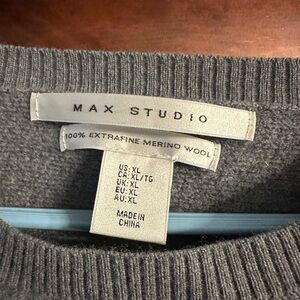 MAX STUDIO
100% EXTRAFINE MERINO WOOL
US: XL
CA: XL/TG
UK: XL
EU: XL
AU: XL
MADE IN
CHINA